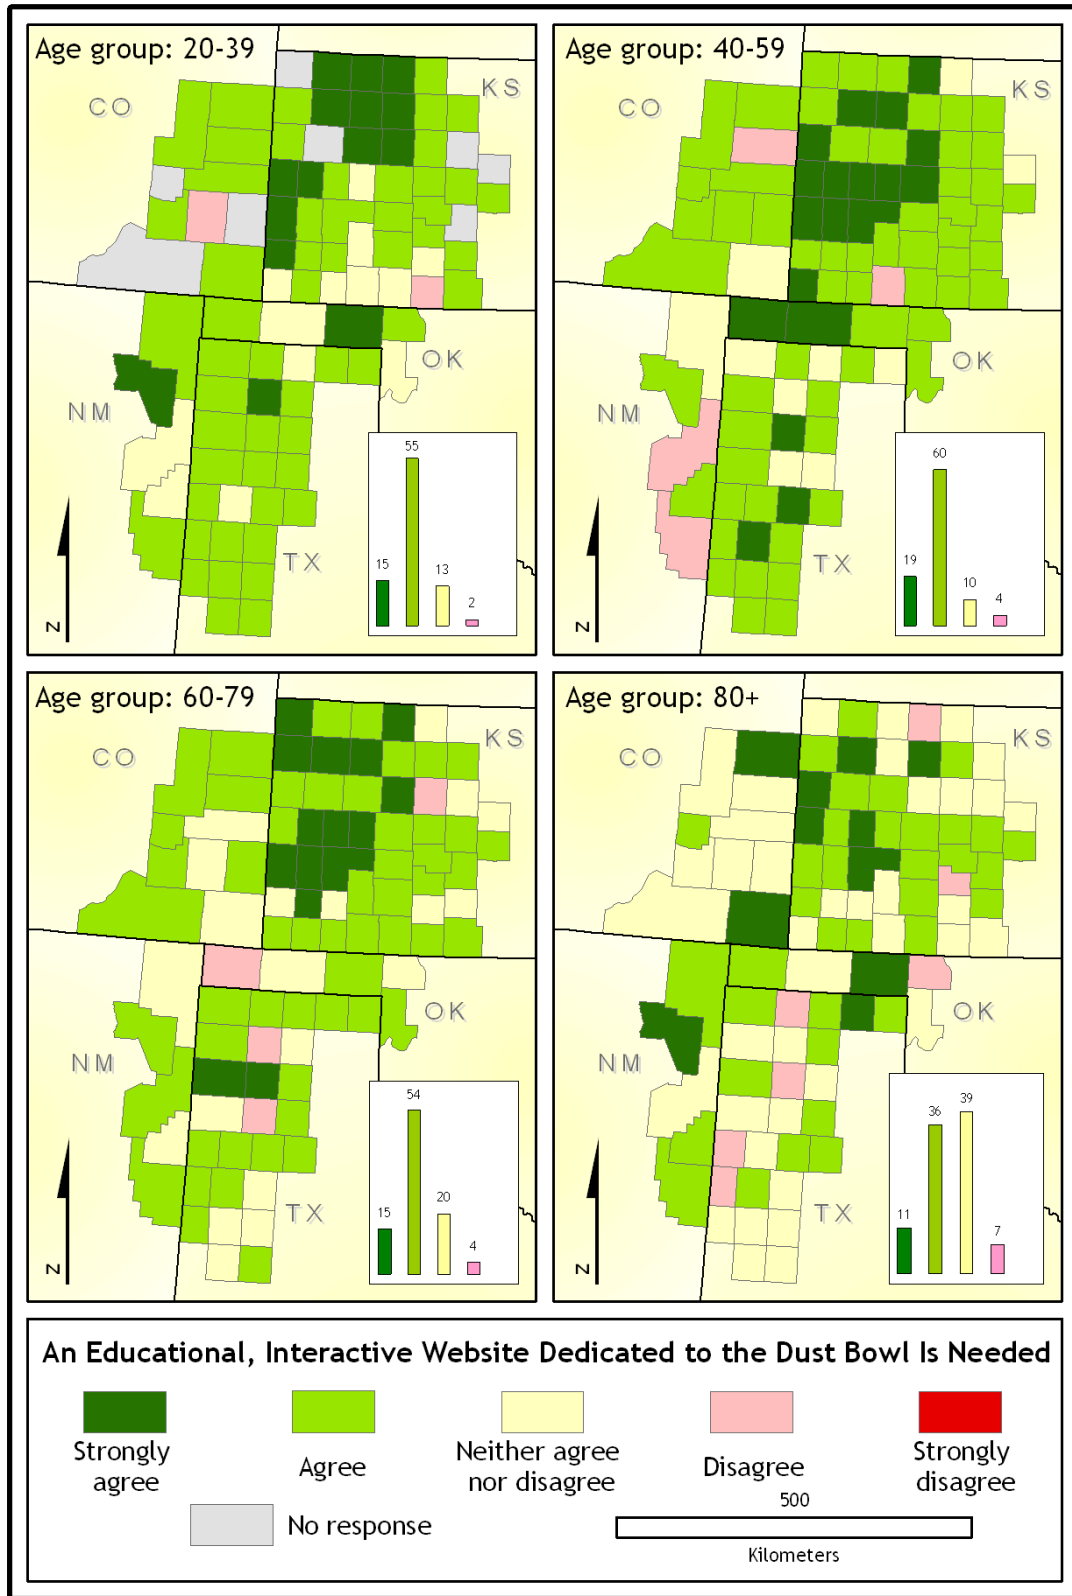 Age group: 20-39
CO
KS
OK
NM
TX
15
55
13
2
N
Age group: 40-59
CO
KS
OK
NM
TX
19
60
10
4
N
Age group: 60-79
CO
KS
OK
NM
TX
15
54
20
4
N
Age group: 80+
CO
KS
OK
NM
TX
11
36
39
7
N
An Educational, Interactive Website Dedicated to the Dust Bowl Is Needed
Strongly
agree
Agree
Neither agree
nor disagree
Disagree
Strongly
disagree
No response
500
Kilometers